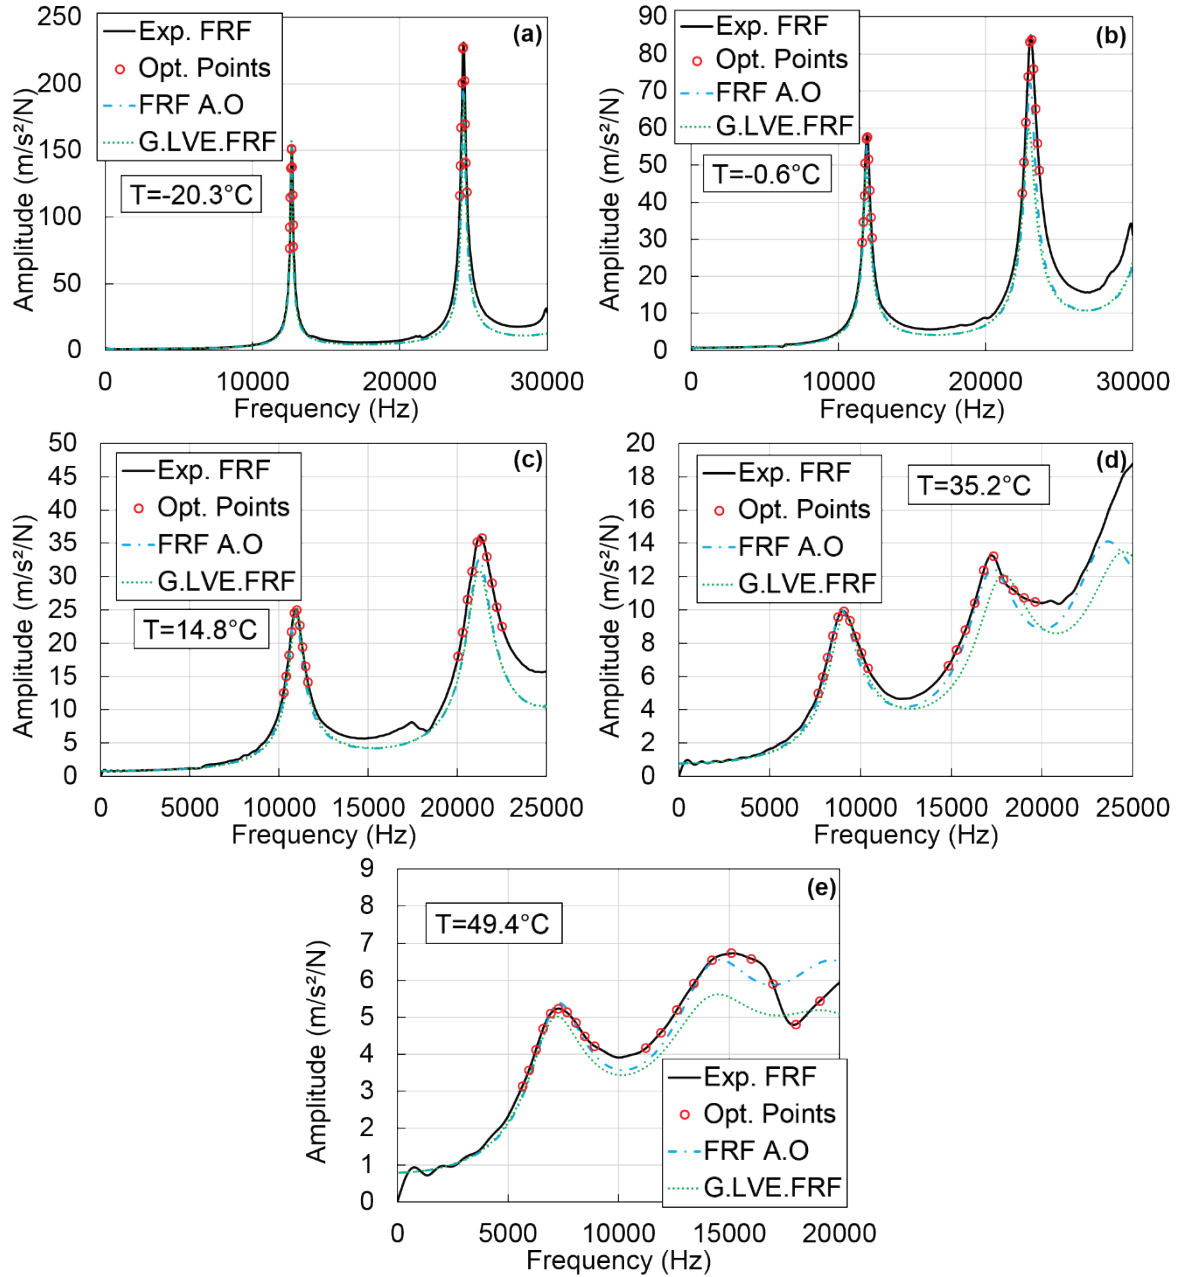 (a)
Exp. FRF
Opt. Points
FRF A.O
G.LVE.FRF
T=-20.3°C
Amplitude (m/s²/N)
250
200
150
100
50
0
0 10000 20000 30000
Frequency (Hz)
(b)
Exp. FRF
Opt. Points
FRF A.O
G.LVE.FRF
T=-0.6°C
Amplitude (m/s²/N)
90
80
70
60
50
40
30
20
10
0
0 10000 20000 30000
Frequency (Hz)
(c)
Exp. FRF
Opt. Points
FRF A.O
G.LVE.FRF
T=14.8°C
Amplitude (m/s²/N)
50
45
40
35
30
25
20
15
10
5
0
0 5000 10000 15000 20000 25000
Frequency (Hz)
(d)
Exp. FRF
Opt. Points
FRF A.O
G.LVE.FRF
T=35.2°C
Amplitude (m/s²/N)
20
18
16
14
12
10
8
6
4
2
0
0 5000 10000 15000 20000 25000
Frequency (Hz)
(e)
T=49.4°C
Amplitude (m/s²/N)
9
8
7
6
5
4
3
2
1
0
Exp. FRF
Opt. Points
FRF A.O
G.LVE.FRF
0 5000 10000 15000 20000
Frequency (Hz)